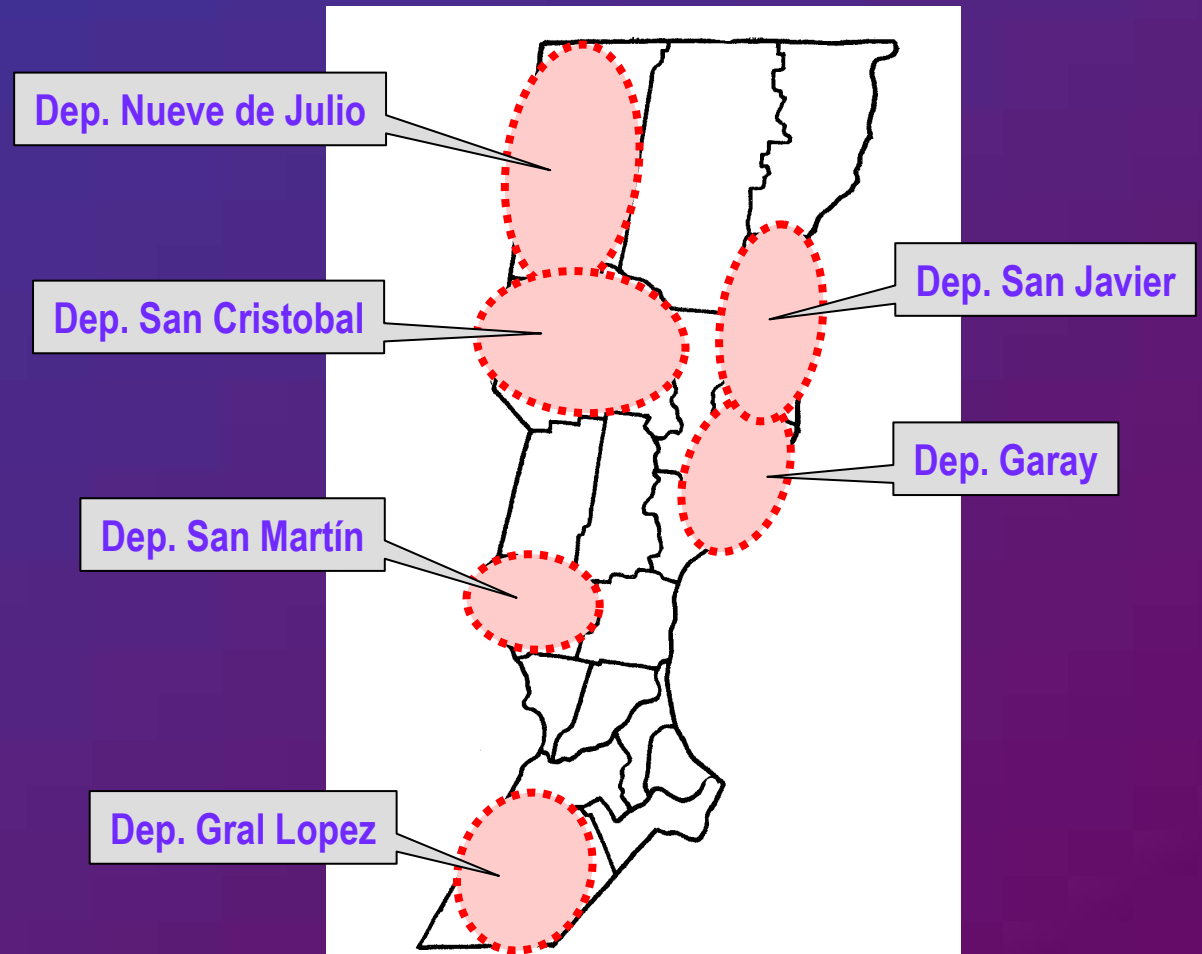 Dep. Nueve de Julio
Dep. San Javier
Dep. San Cristobal
Dep. Garay
Dep. San Martín
Dep. Gral Lopez